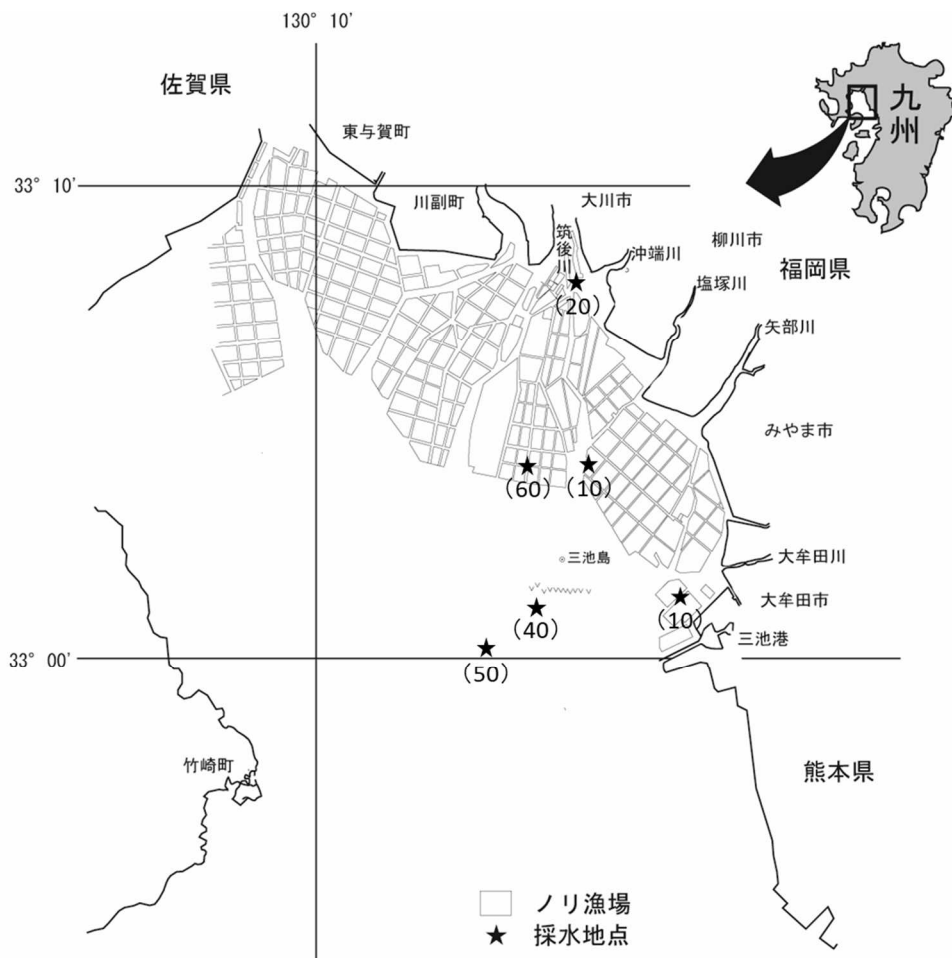 130° 10'
佐賀県
九州
東与賀町
33° 10'
川副町
大川市
筑後川
沖端川
柳川市
福岡県
塩塚川
(20)
矢部川
みやま市
(60)
(10)
三池島
大牟田川
大牟田市
(40)
(10)
三池港
(50)
33° 00'
竹崎町
熊本県
ノリ漁場
採水地点